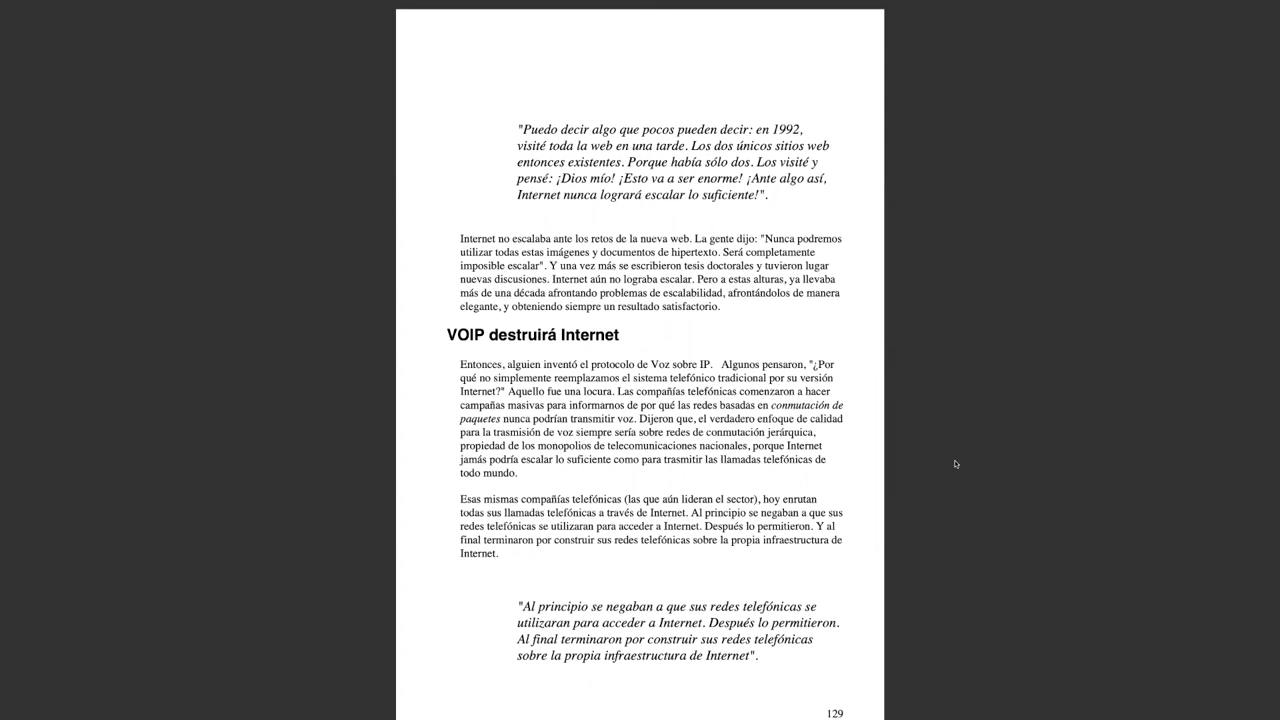 "Puedo decir algo que pocos pueden decir: en 1992,
visité toda la web en una tarde. Los dos únicos sitios web
entonces existentes. Porque había sólo dos. Los visité y
pensé: ¡Dios mío! ¡Esto va a ser enorme! ¡Ante algo así,
Internet nunca logrará escalar lo suficiente!".
Internet no escalaba ante los retos de la nueva web. La gente dijo: "Nunca podremos
utilizar todas estas imágenes y documentos de hipertexto. Será completamente
imposible escalar". Y una vez más se escribieron tesis doctorales y tuvieron lugar
nuevas discusiones. Internet aún no lograba escalar. Pero a estas alturas, ya llevaba
más de una década afrontando problemas de escalabilidad, afrontándolos de manera
elegante, y obteniendo siempre un resultado satisfactorio.
VOIP destruirá Internet
Entonces, alguien inventó el protocolo de Voz sobre IP. Algunos pensaron, "¿Por
qué no simplemente reemplazamos el sistema telefónico tradicional por su versión
Internet?" Aquello fue una locura. Las compañías telefónicas comenzaron a hacer
campañas masivas para informarnos de por qué las redes basadas en conmutación de
paquetes nunca podrían transmitir voz. Dijeron que, el verdadero enfoque de calidad
para la trasmisión de voz siempre sería sobre redes de conmutación jerárquica,
propiedad de los monopolios de telecomunicaciones nacionales, porque Internet
jamás podría escalar lo suficiente como para trasmitir las llamadas telefónicas de
todo mundo.
Esas mismas compañías telefónicas (las que aún lideran el sector), hoy enrutan
todas sus llamadas telefónicas a través de Internet. Al principio se negaban a que sus
redes telefónicas se utilizaran para acceder a Internet. Después lo permitieron. Y al
final terminaron por construir sus redes telefónicas sobre la propia infraestructura de
Internet.
"Al principio se negaban a que sus redes telefónicas se
utilizaran para acceder a Internet. Después lo permitieron.
Al final terminaron por construir sus redes telefónicas
sobre la propia infraestructura de Internet".
129